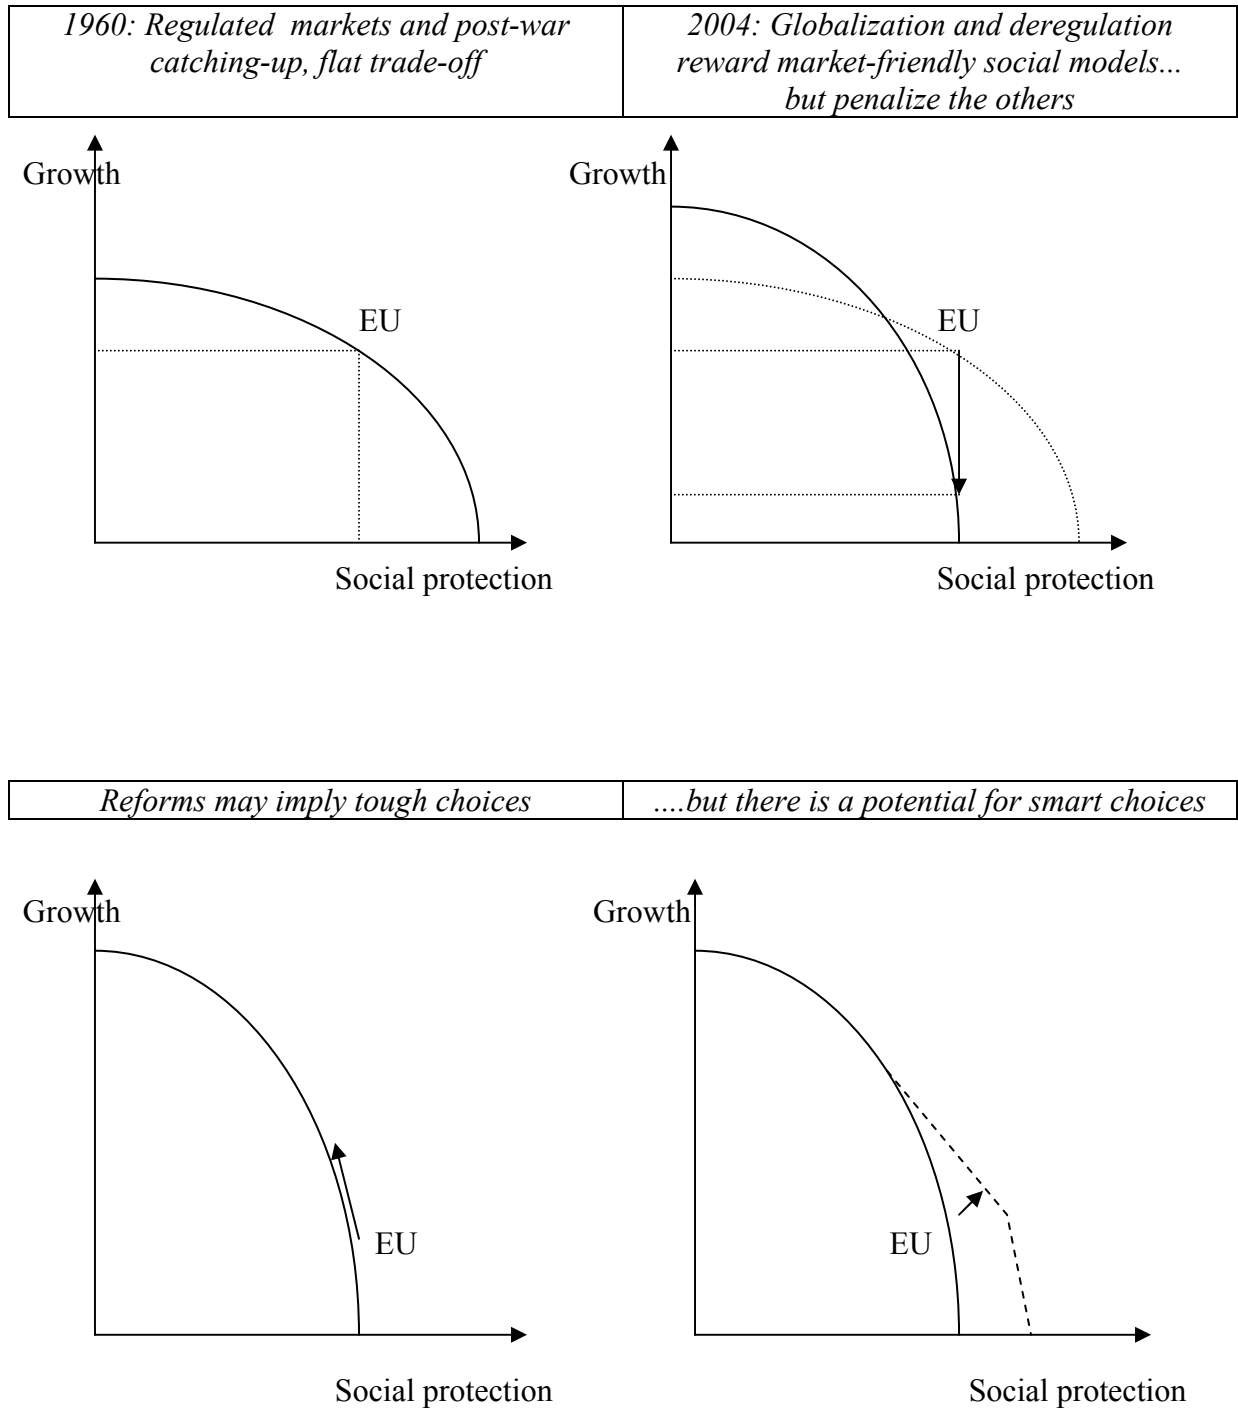 1960: Regulated  markets and post-war
catching-up, flat trade-off
2004: Globalization and deregulation
reward market-friendly social models...
but penalize the others
Growth
EU
Social protection
Growth
EU
Social protection
Reforms may imply tough choices
....but there is a potential for smart choices
Growth
EU
Social protection
Growth
EU
Social protection